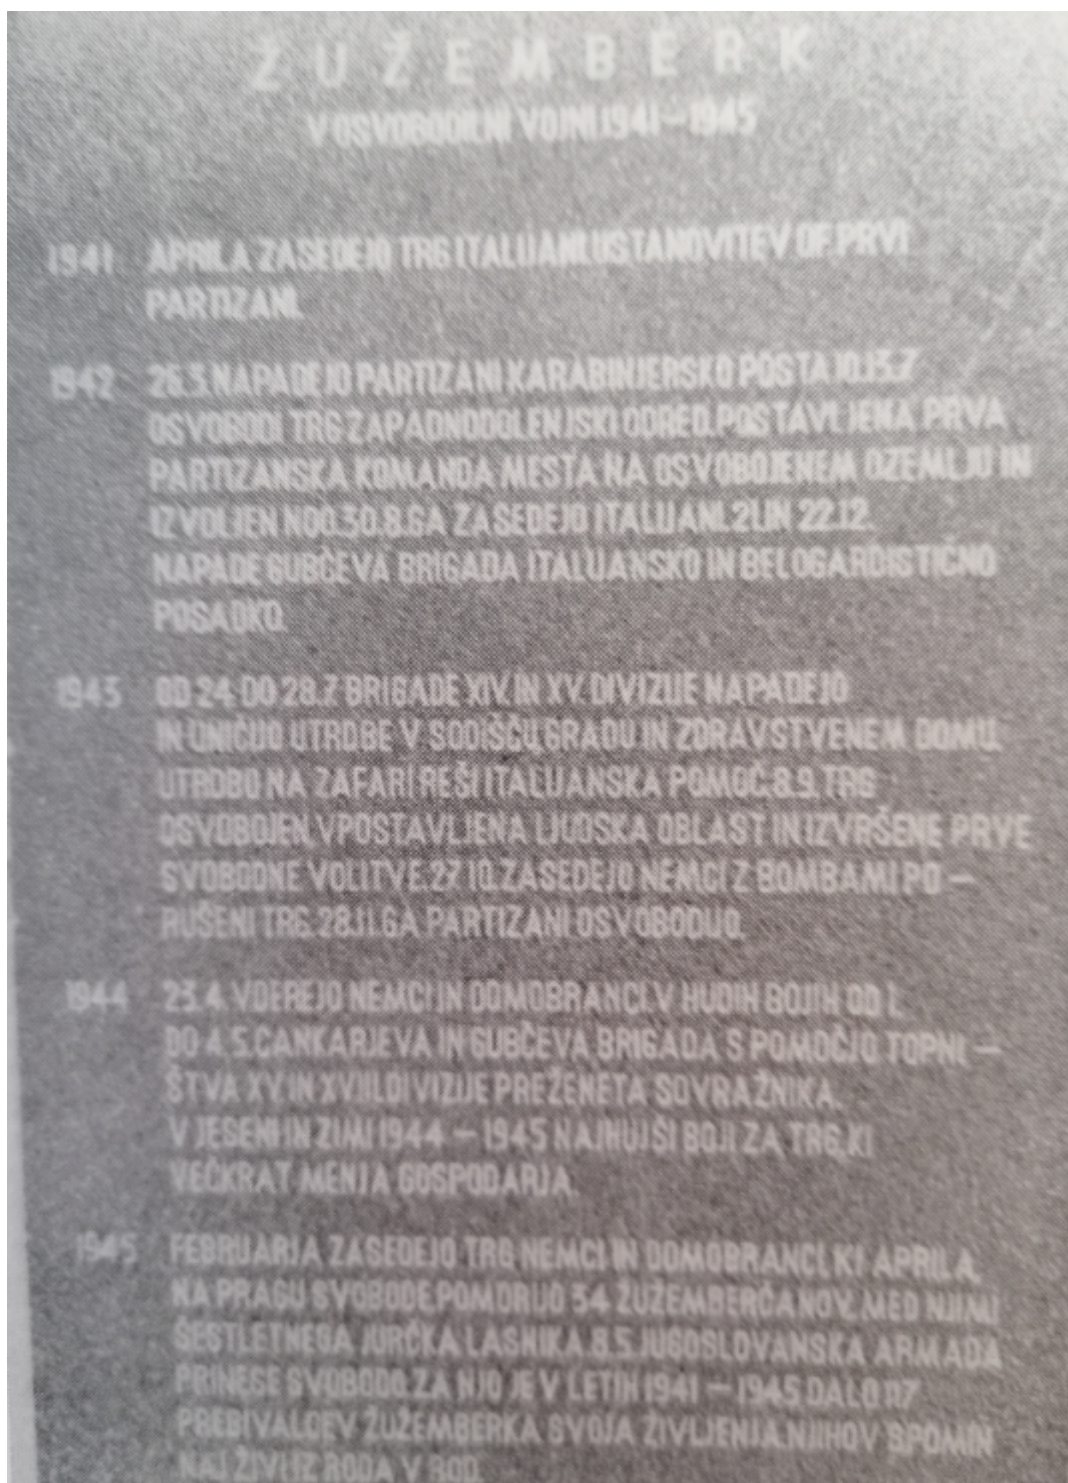 ŽUŽEMBERK
V OSVOBODILNI VOJNI 1941-1945
1941 APRILA ZASEDEJO TRG ITALIJANI. USTANOVITEV OF. PRVI
PARTIZANI.
1942 26.3. NAPADEJO PARTIZANI KARABINJERSKO POSTAJO. 13.7.
OSVOBODI TRG ZAPADNODOLENJSKI ODRED. POSTAVLJENA PRVA
PARTIZANSKA KOMANDA MESTA NA OSVOBOJENEM OZEMLJU IN
IZVOLJEN NOO. 30.8. GA ZASEDEJO ITALIJANI. 21. IN 22.12.
NAPADE GUBČEVA BRIGADA ITALIJANSKO IN BELOGARDISTIČNO
POSADKO.
1943 OD 24. DO 28.7. BRIGADE XIV. IN XV. DIVIZIJE NAPADEJO
IN UNIČIJO UTRDBE V SODIŠČU, GRADU IN ZDRAVSTVENEM DOMU.
UTRDBO NA ZAFARI REŠI ITALIJANSKA POMOČ. 8.9. TRG
OSVOBOJEN, VPOSTAVLJENA LJUDSKA OBLAST IN IZVRŠENE PRVE
SVOBODNE VOLITVE. 27.10. ZASEDEJO NEMCI Z BOMBAMI PO-
RUŠENI TRG. 28.11. GA PARTIZANI OSVOBODIJO.
1944 23.4. VDEREJO NEMCI IN DOMOBRANCI. V HUDIH BOJIH OD 1.
DO 4.5. CANKARJEVA IN GUBČEVA BRIGADA S POMOČJO TOPNI-
ŠTVA XV. IN XVIII. DIVIZIJE PREŽENETA SOVRAŽNIKA.
V JESENI IN ZIMI 1944 - 1945 NAJHUJŠI BOJI ZA TRG, KI
VEČKRAT MENJA GOSPODARJA.
1945 FEBRUARJA ZASEDEJO TRG NEMCI IN DOMOBRANCI, KI APRILA,
NA PRAGU SVOBODE, POMORIJO 34 ŽUŽEMBERČANOV, MED NJIMI
ŠESTLETNEGA JURČKA LASNIKA. 8.5. JUGOSLOVANSKA ARMADA
PRINESE SVOBODO. ZA NJO JE V LETIH 1941 - 1945 DALO 117
PREBIVALCEV ŽUŽEMBERKA SVOJA ŽIVLJENJA. NJIHOV SPOMIN
NAJ ŽIVI IZ RODA V ROD.